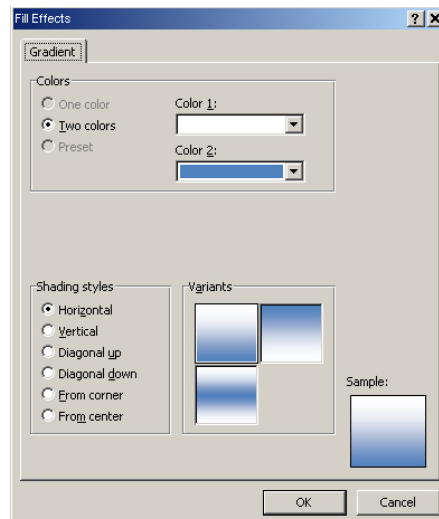 Fill Effects
Gradient
Colors
One color
Two colors
Preset
Color 1:
Color 2:
Shading styles
Horizontal
Vertical
Diagonal up
Diagonal down
From corner
From center
Variants
Sample:
OK
Cancel